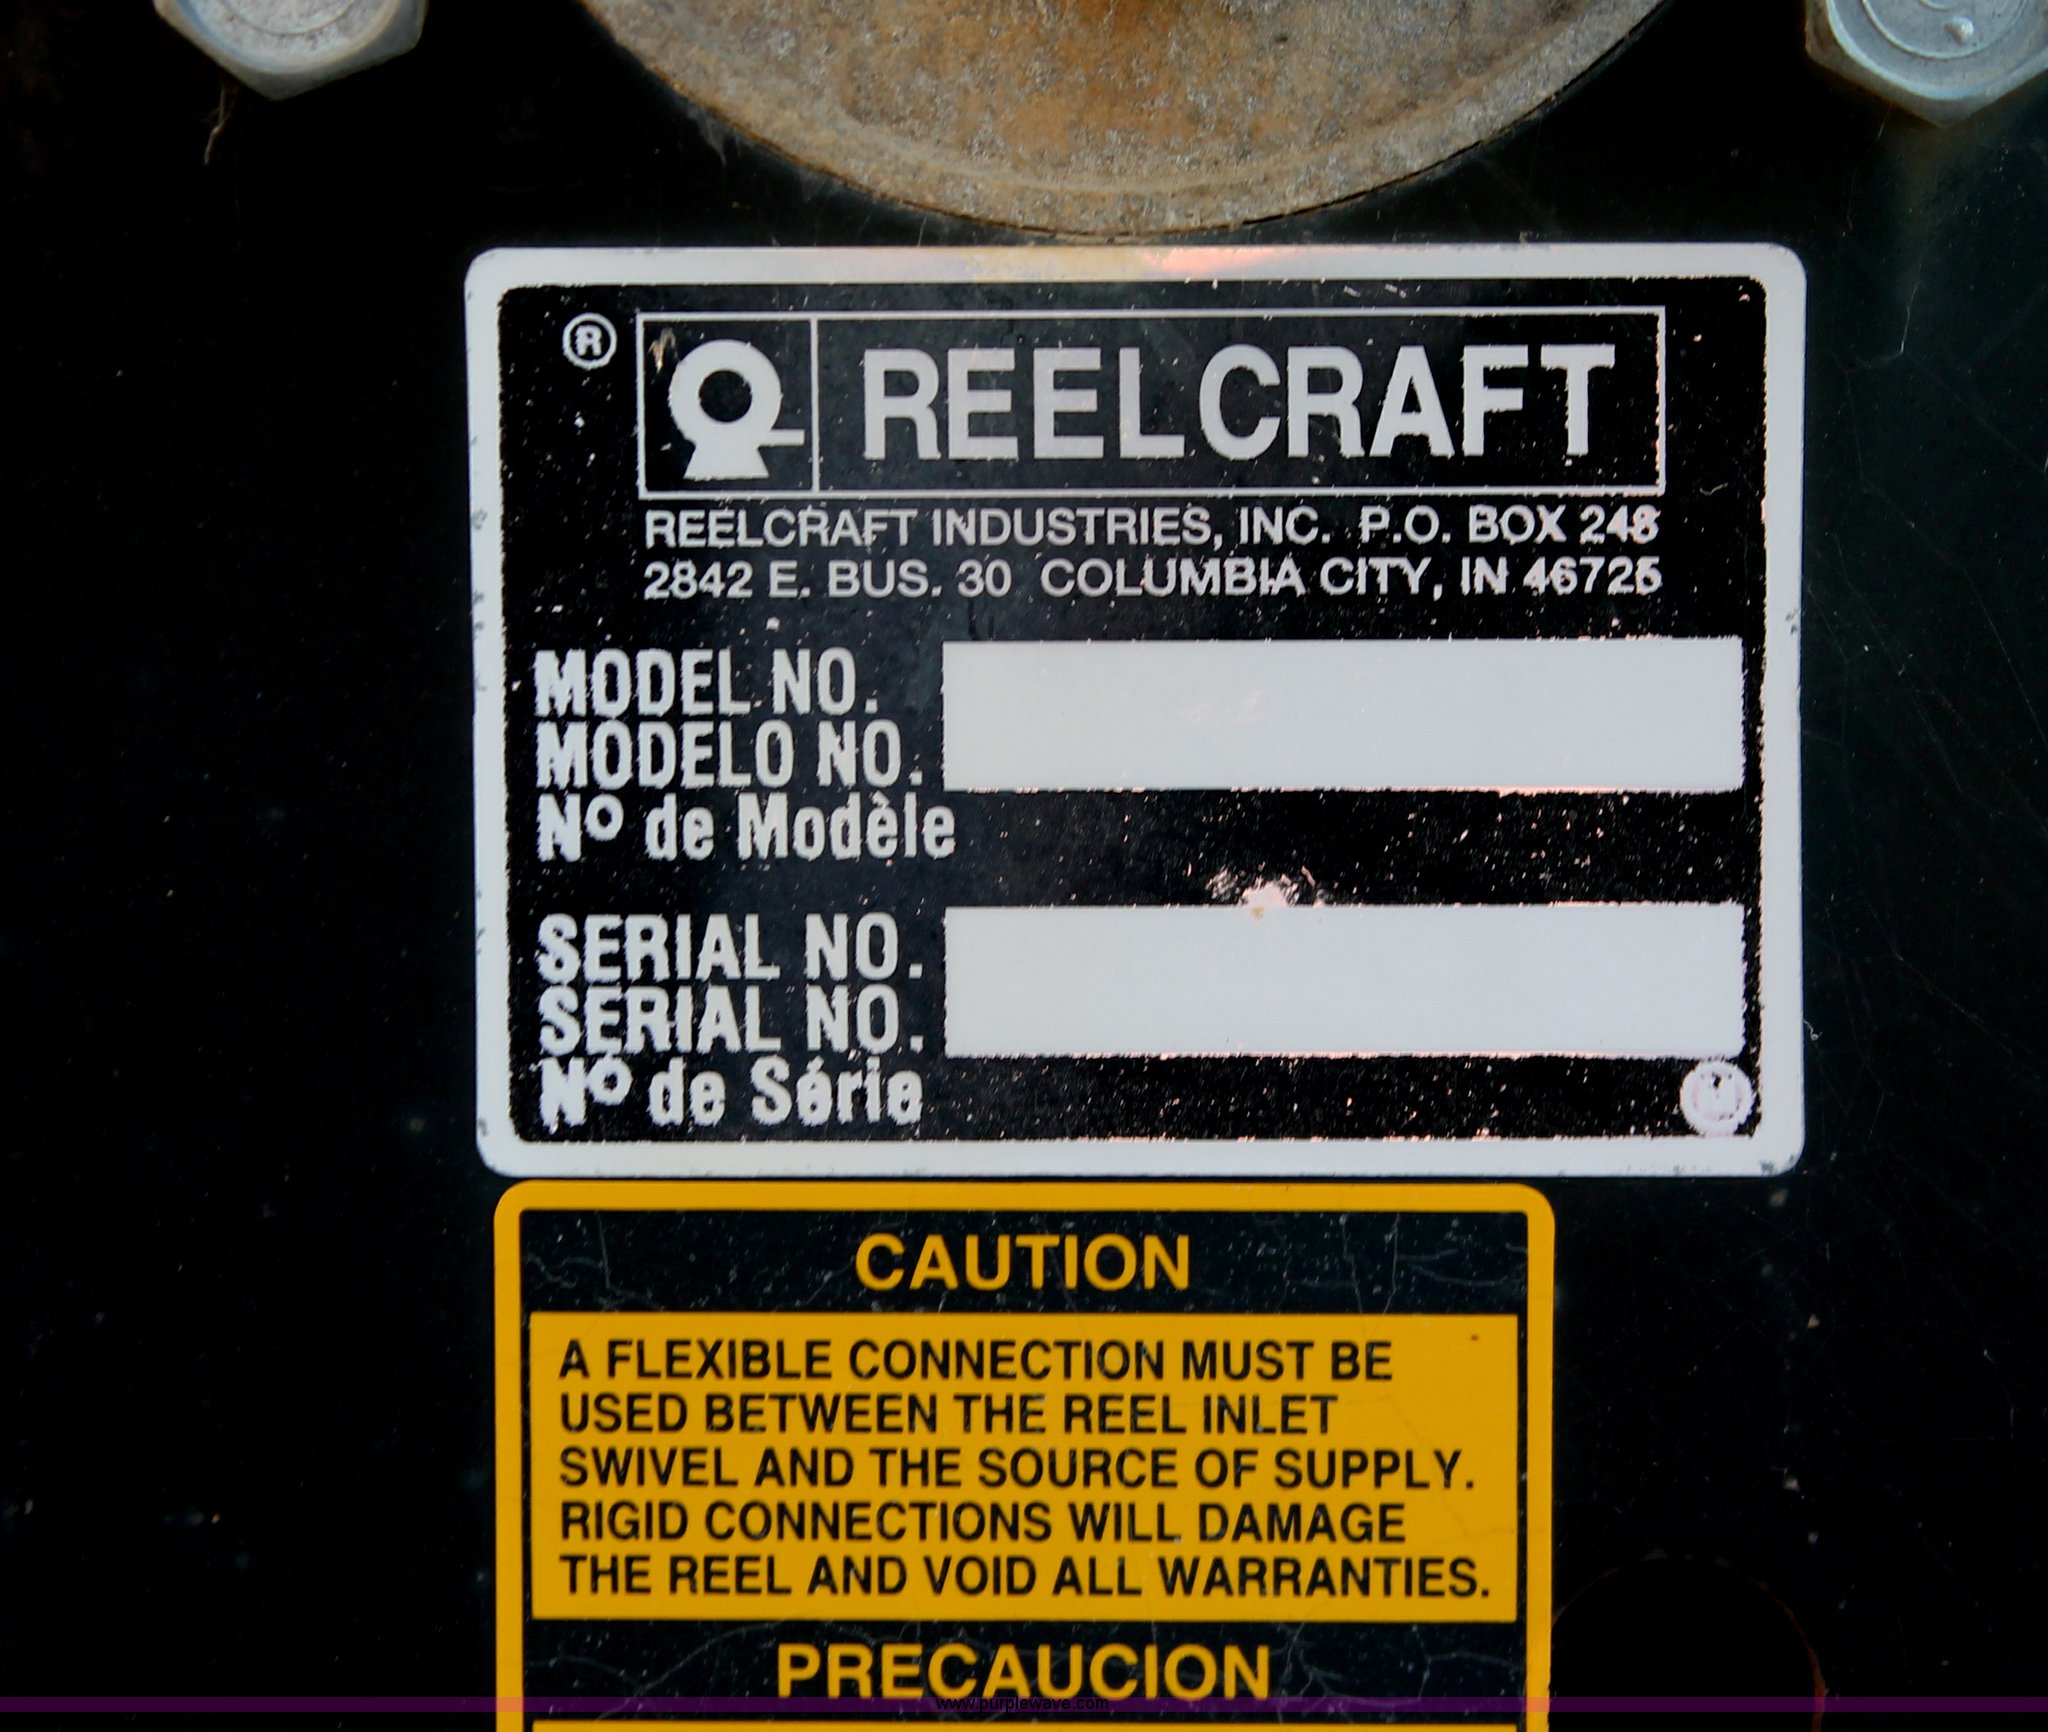 ®
REELCRAFT
REELCRAFT INDUSTRIES, INC. P.O. BOX 248
2842 E. BUS. 30 COLUMBIA CITY, IN 46725
MODEL NO.
MODELO NO.
Nº de Modèle
SERIAL NO.
SERIAL NO.
Nº de Série
M
CAUTION
A FLEXIBLE CONNECTION MUST BE
USED BETWEEN THE REEL INLET
SWIVEL AND THE SOURCE OF SUPPLY.
RIGID CONNECTIONS WILL DAMAGE
THE REEL AND VOID ALL WARRANTIES.
PRECAUCION
www.purplewave.com